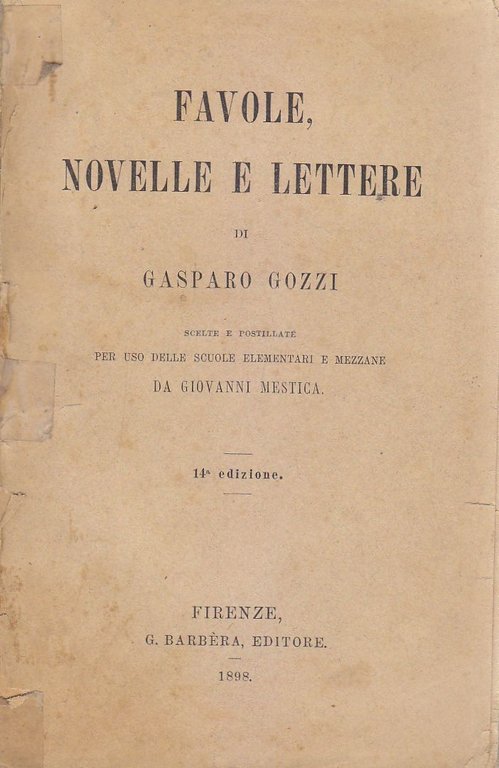 FAVOLE,
NOVELLE E LETTERE
DI
GASPARO GOZZI
SCELTE E POSTILLATE
PER USO DELLE SCUOLE ELEMENTARI E MEZZANE
DA GIOVANNI MESTICA.
14ª edizione.
FIRENZE,
G. BARBÈRA, EDITORE.
1898.